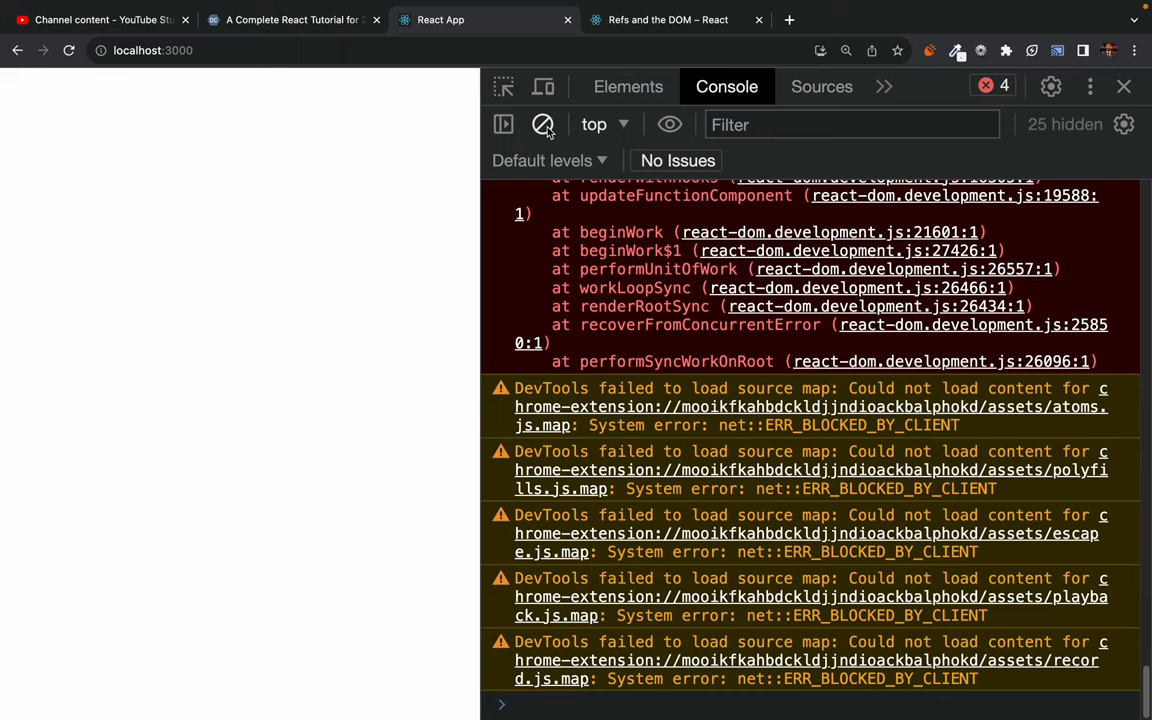 Channel content - YouTube Stu
A Complete React Tutorial for 2
React App
Refs and the DOM – React
localhost:3000
Elements
Console
Sources
4
top
Filter
25 hidden
Default levels
No Issues
at updateFunctionComponent (react-dom.development.js:19588:
1)
at beginWork (react-dom.development.js:21601:1)
at beginWork$1 (react-dom.development.js:27426:1)
at performUnitOfWork (react-dom.development.js:26557:1)
at workLoopSync (react-dom.development.js:26466:1)
at renderRootSync (react-dom.development.js:26434:1)
at recoverFromConcurrentError (react-dom.development.js:2585
0:1)
at performSyncWorkOnRoot (react-dom.development.js:26096:1)
DevTools failed to load source map: Could not load content for c
hrome-extension://mooikfkahbdckldjjndioackbalphokd/assets/atoms.
js.map: System error: net::ERR_BLOCKED_BY_CLIENT
DevTools failed to load source map: Could not load content for c
hrome-extension://mooikfkahbdckldjjndioackbalphokd/assets/polyfi
lls.js.map: System error: net::ERR_BLOCKED_BY_CLIENT
DevTools failed to load source map: Could not load content for c
hrome-extension://mooikfkahbdckldjjndioackbalphokd/assets/escap
e.js.map: System error: net::ERR_BLOCKED_BY_CLIENT
DevTools failed to load source map: Could not load content for c
hrome-extension://mooikfkahbdckldjjndioackbalphokd/assets/playba
ck.js.map: System error: net::ERR_BLOCKED_BY_CLIENT
DevTools failed to load source map: Could not load content for c
hrome-extension://mooikfkahbdckldjjndioackbalphokd/assets/recor
d.js.map: System error: net::ERR_BLOCKED_BY_CLIENT